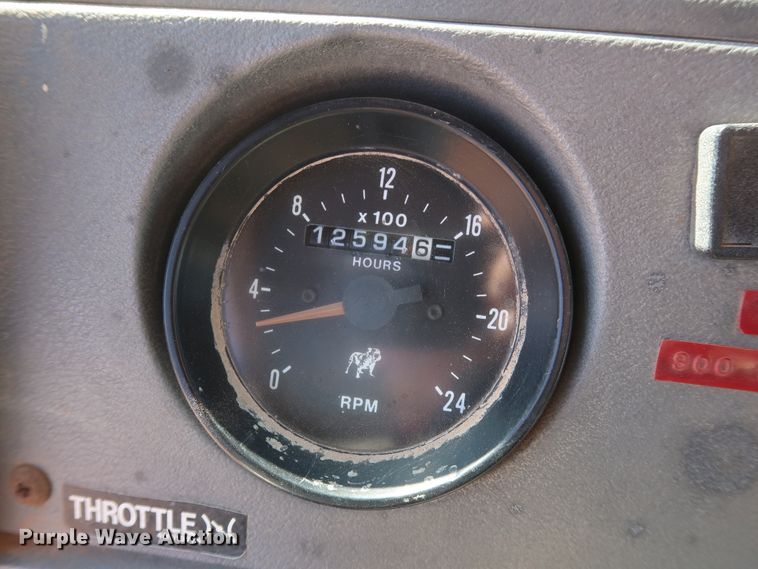 12
8
x 100
16
125946
HOURS
4
20
0
24
RPM
900
THROTTLE
Purple Wave Auction